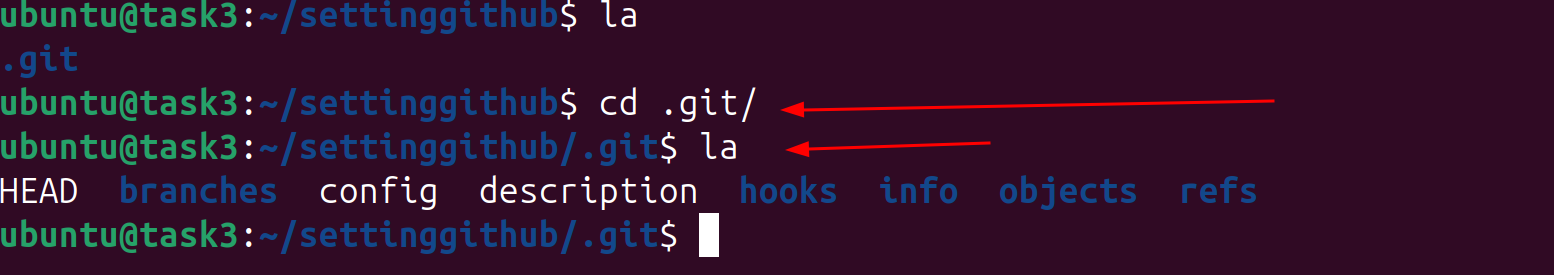 ubuntu@task3:~/settinggithub$ la
.git
ubuntu@task3:~/settinggithub$ cd .git/
ubuntu@task3:~/settinggithub/.git$ la
HEAD  branches  config  description  hooks  info  objects  refs
ubuntu@task3:~/settinggithub/.git$